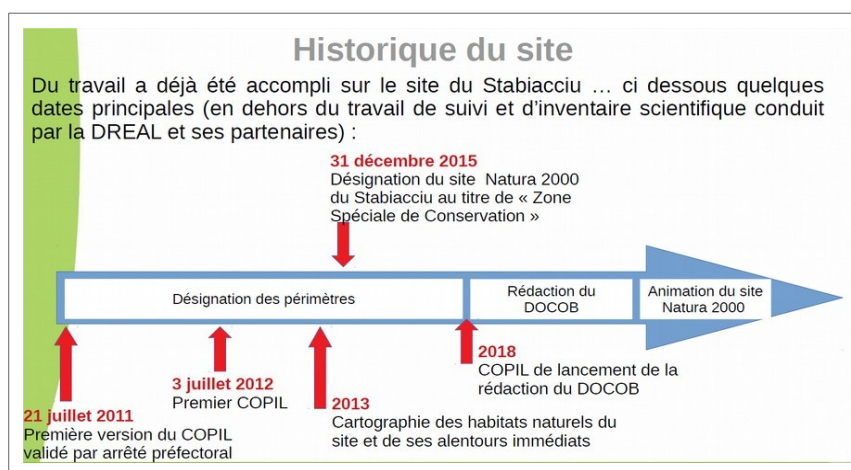 Historique du site
Du travail a déjà été accompli sur le site du Stabiacciu ... ci dessous quelques
dates principales (en dehors du travail de suivi et d'inventaire scientifique conduit
par la DREAL et ses partenaires) :
31 décembre 2015
Désignation du site Natura 2000
du Stabiacciu au titre de « Zone
Spéciale de Conservation »
Désignation des périmètres
Rédaction du
DOCOB
Animation du site
Natura 2000
21 juillet 2011
Première version du COPIL
validé par arrêté préfectoral
3 juillet 2012
Premier COPIL
2013
Cartographie des habitats naturels du
site et de ses alentours immédiats
2018
COPIL de lancement de la
rédaction du DOCOB